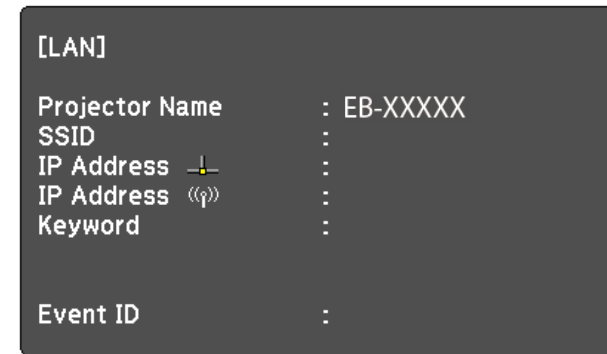 [LAN]
Projector Name : EB-XXXXX
SSID :
IP Address :
IP Address :
Keyword :
Event ID :